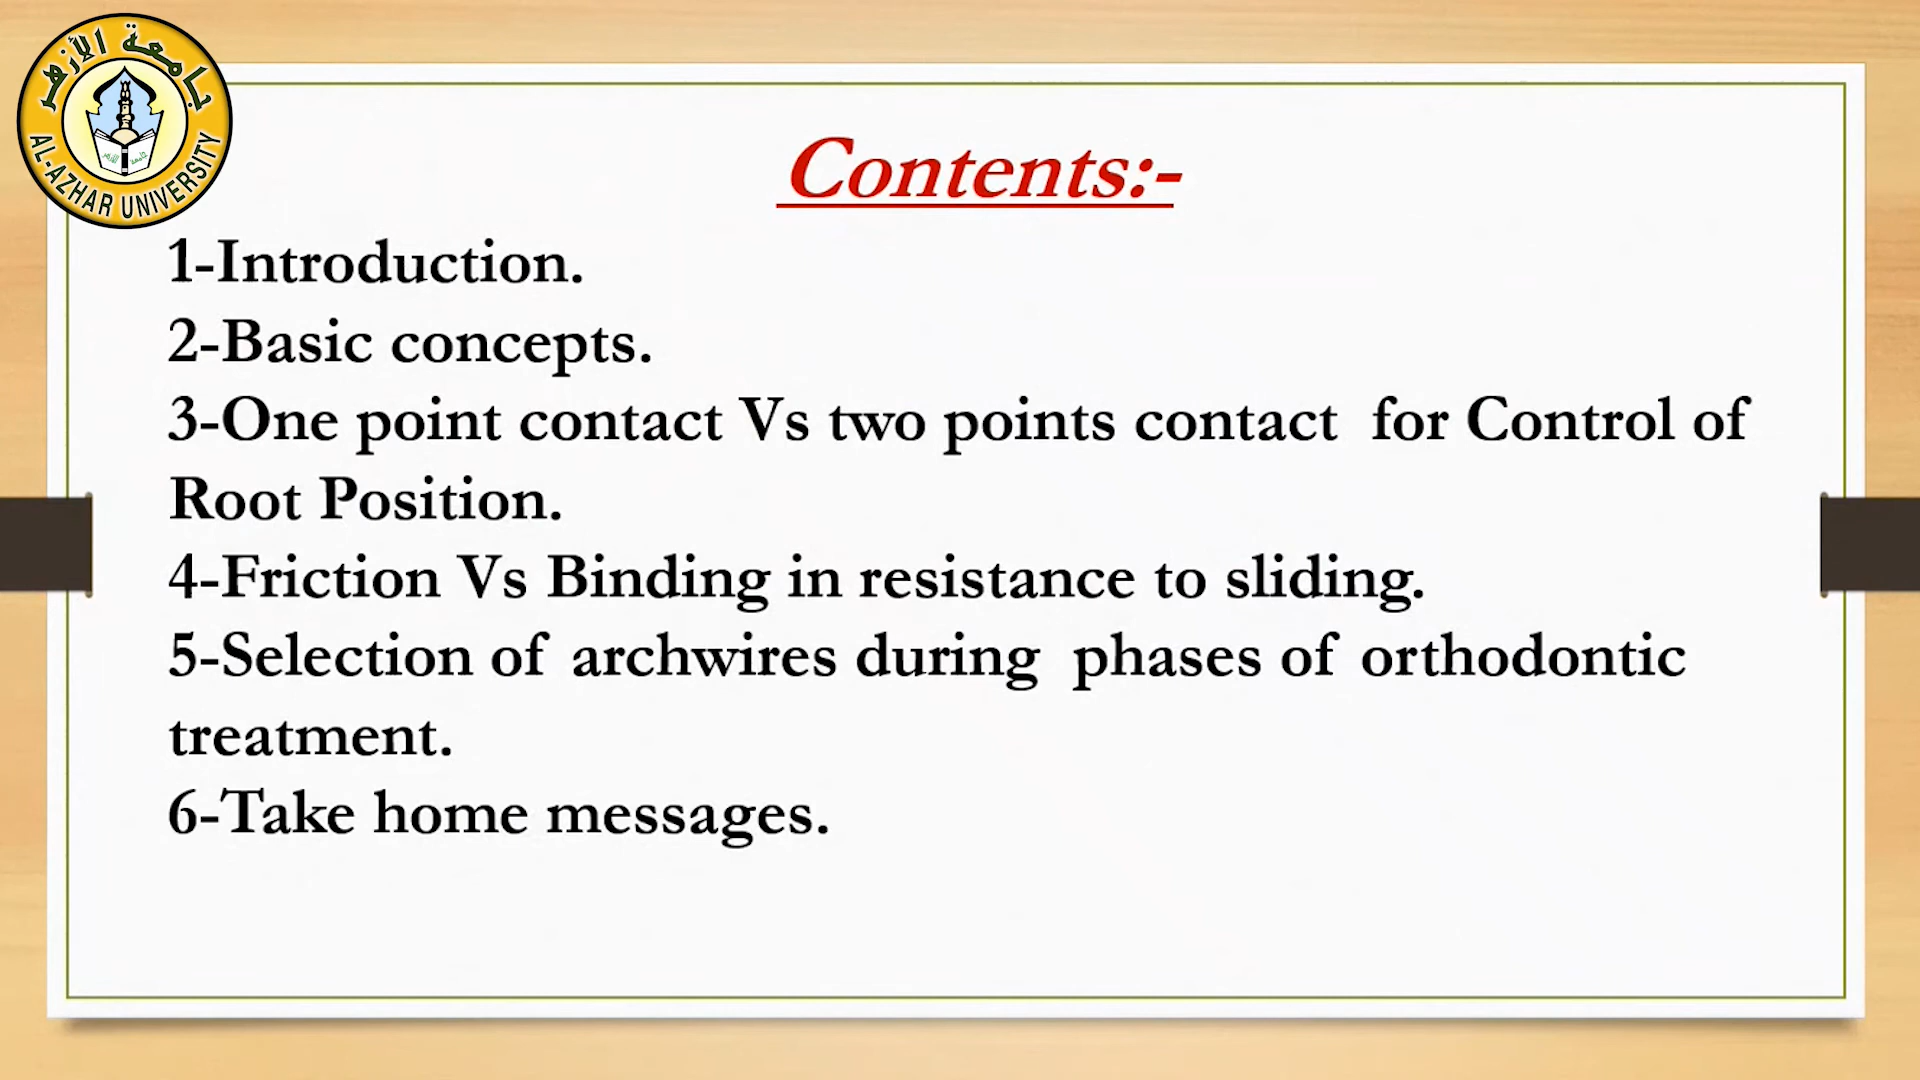 جامعة الأزهر
AL-AZHAR UNIVERSITY
Contents:-
1-Introduction.
2-Basic concepts.
3-One point contact Vs two points contact for Control of
Root Position.
4-Friction Vs Binding in resistance to sliding.
5-Selection of archwires during phases of orthodontic
treatment.
6-Take home messages.